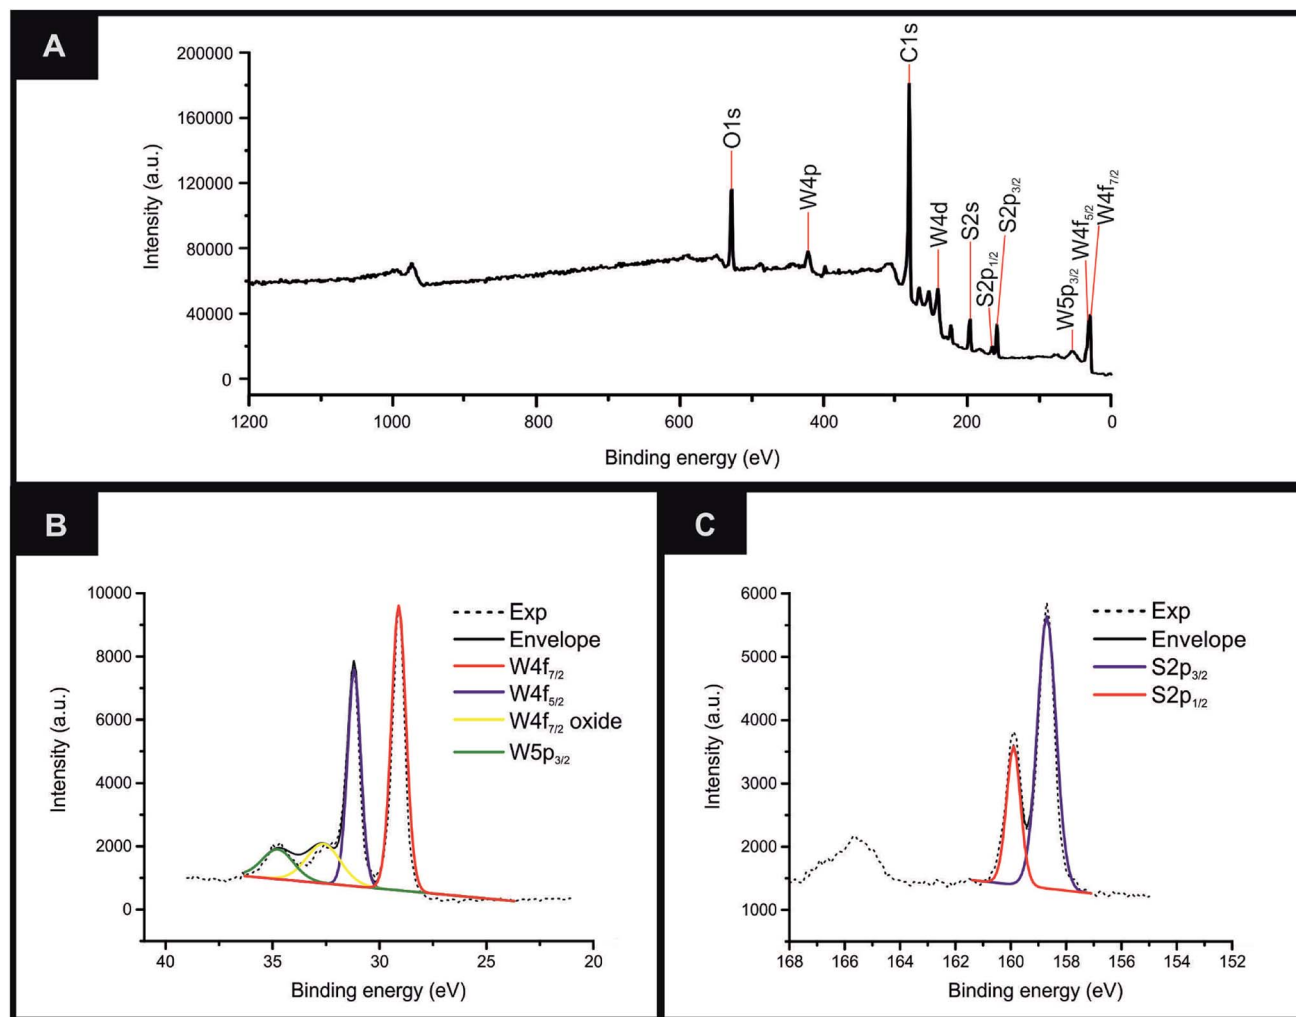 A
200000
160000
120000
80000
40000
0
Intensity (a.u.)
O1s
W4p
C1s
W4d
S2s
S2p1/2
S2p3/2
W5p3/2
W4f5/2
W4f7/2
1200 1000 800 600 400 200 0
Binding energy (eV)
B
10000
8000
6000
4000
2000
0
Intensity (a.u.)
Exp
Envelope
W4f7/2
W4f5/2
W4f7/2 oxide
W5p3/2
40 35 30 25 20
Binding energy (eV)
C
6000
5000
4000
3000
2000
1000
Intensity (a.u.)
Exp
Envelope
S2p3/2
S2p1/2
168 166 164 162 160 158 156 154 152
Binding energy (eV)